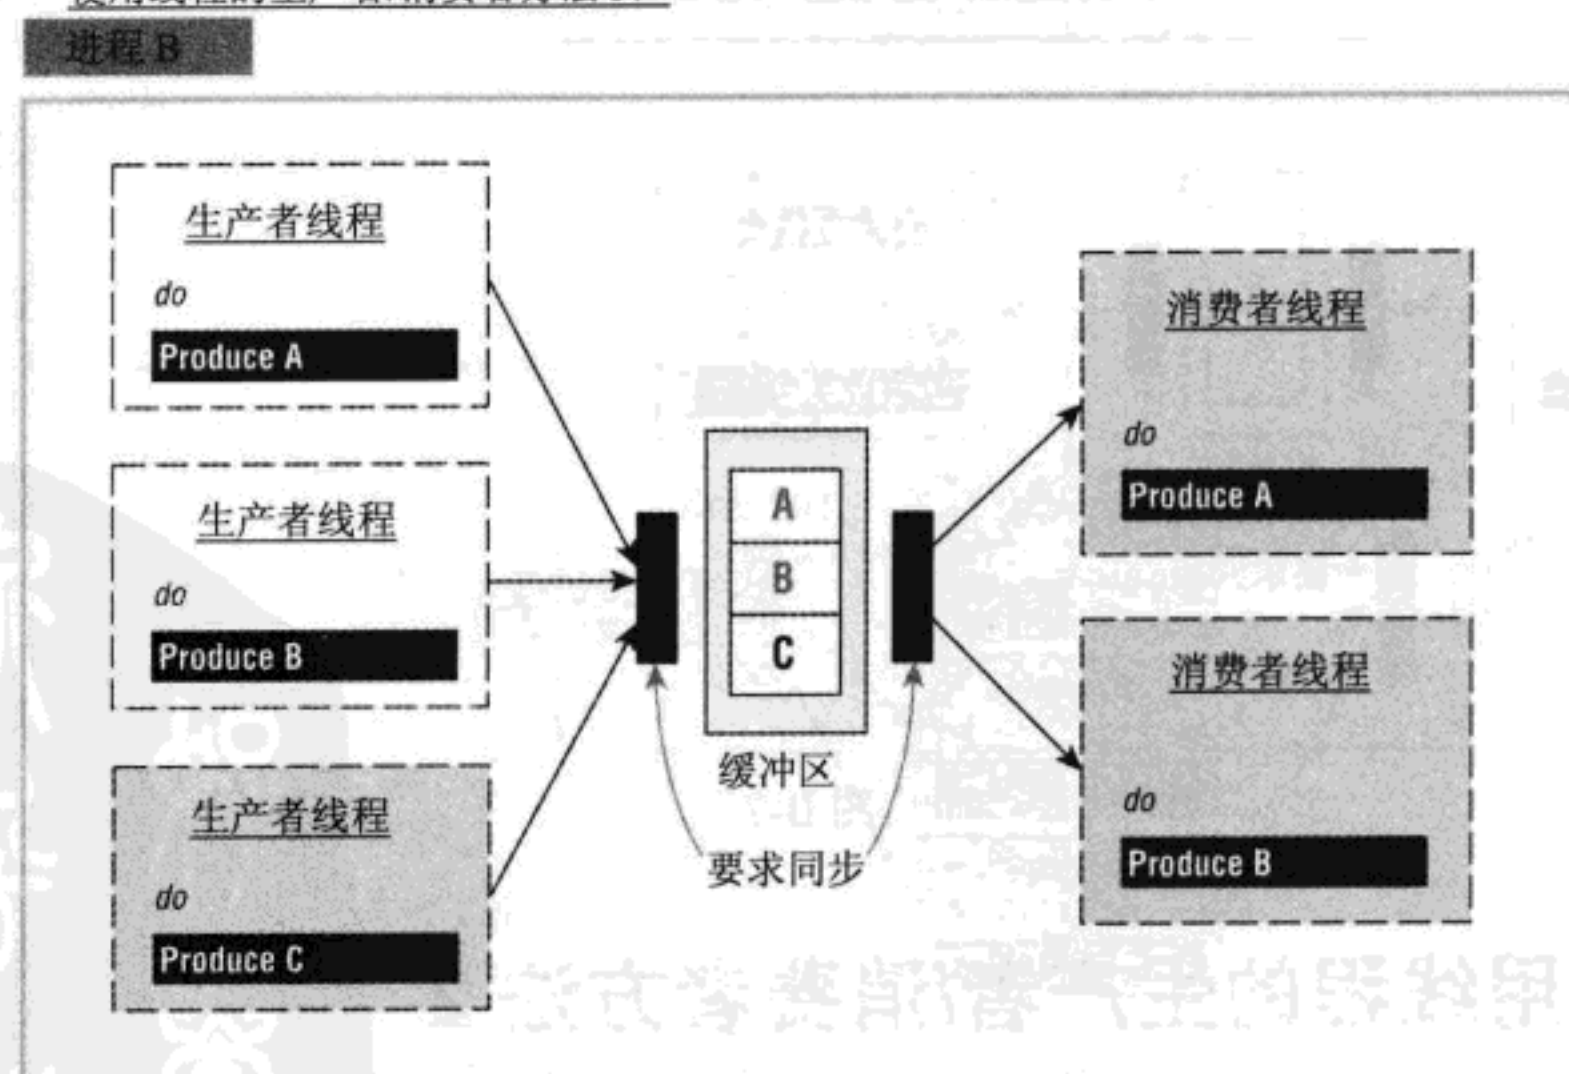 进程 B
生产者线程
do
Produce A
生产者线程
do
Produce B
生产者线程
do
Produce C
A
B
C
缓冲区
要求同步
消费者线程
do
Produce A
消费者线程
do
Produce B